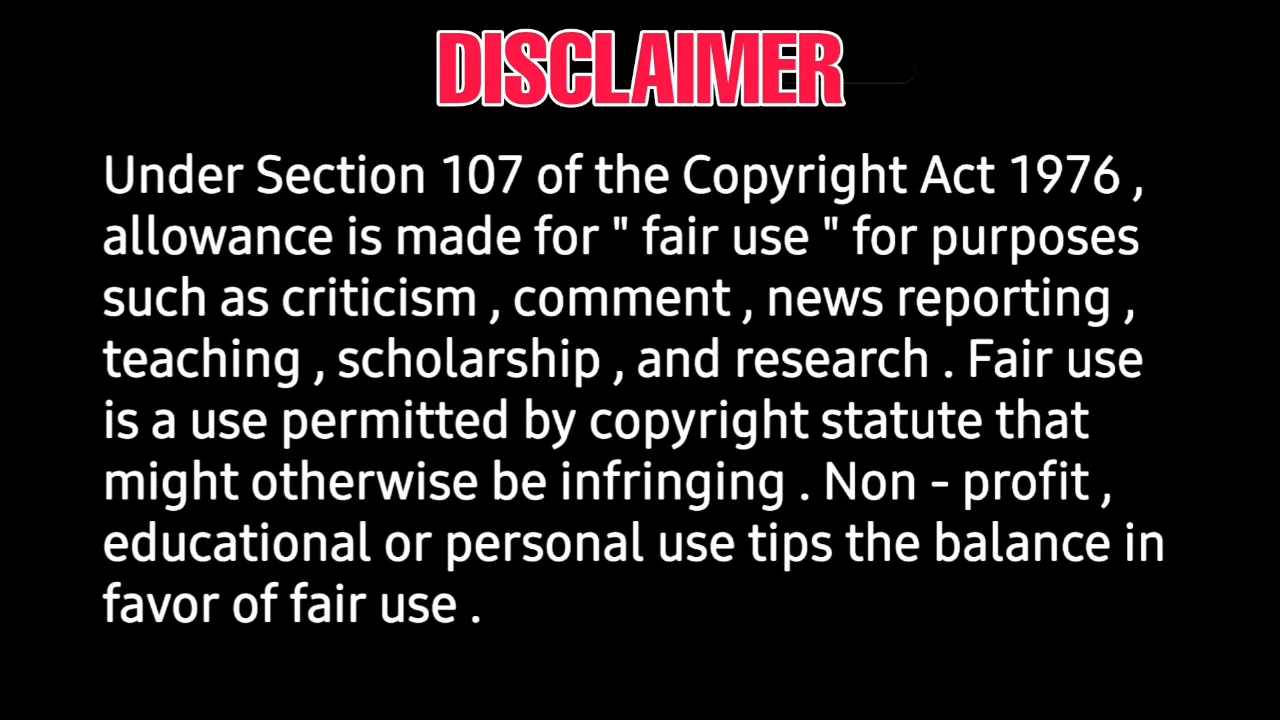 DISCLAIMER
Under Section 107 of the Copyright Act 1976 ,
allowance is made for " fair use " for purposes
such as criticism , comment , news reporting ,
teaching , scholarship , and research . Fair use
is a use permitted by copyright statute that
might otherwise be infringing . Non - profit ,
educational or personal use tips the balance in
favor of fair use .